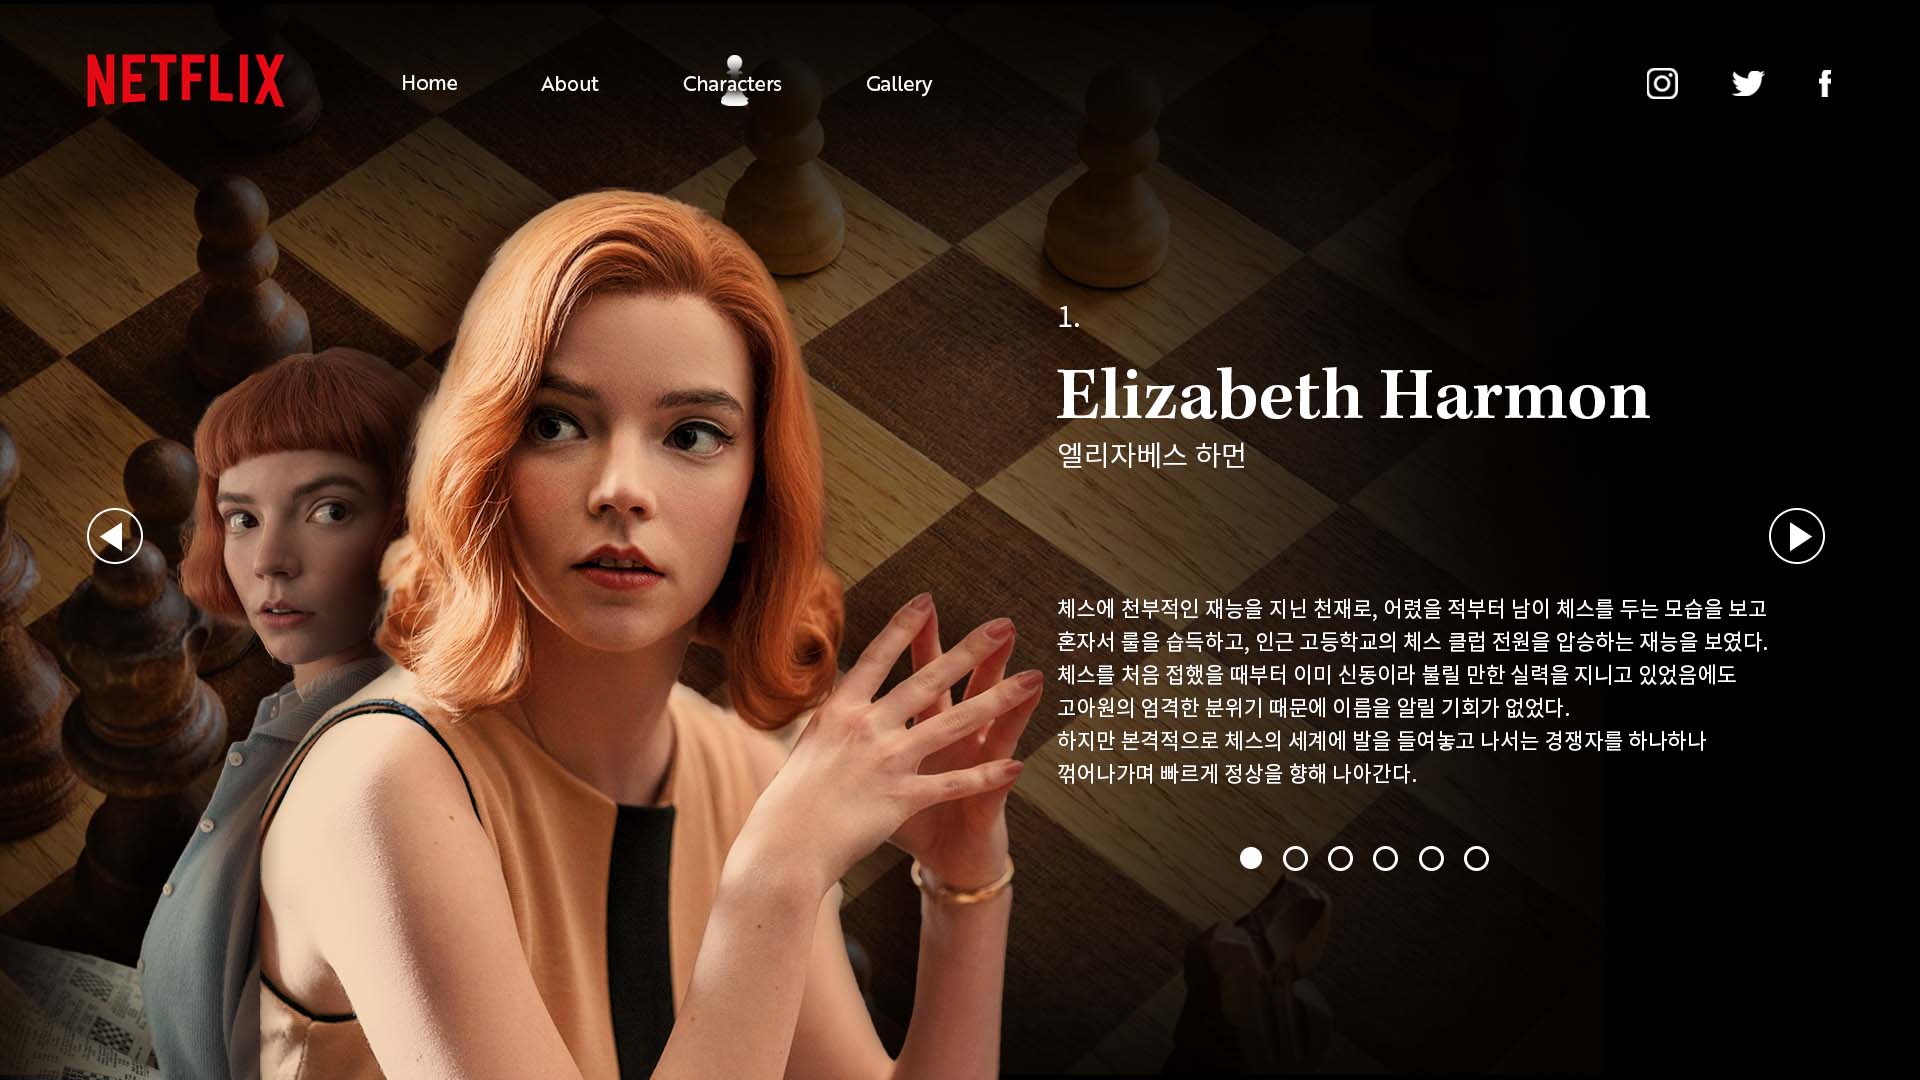 NETFLIX
Home
About
Characters
Gallery
1.
Elizabeth Harmon
엘리자베스 하먼
체스에 천부적인 재능을 지닌 천재로, 어렸을 적부터 남이 체스를 두는 모습을 보고
혼자서 룰을 습득하고, 인근 고등학교의 체스 클럽 전원을 압승하는 재능을 보였다.
체스를 처음 접했을 때부터 이미 신동이라 불릴 만한 실력을 지니고 있었음에도
고아원의 엄격한 분위기 때문에 이름을 알릴 기회가 없었다.
하지만 본격적으로 체스의 세계에 발을 들여놓고 나서는 경쟁자를 하나하나
꺾어나가며 빠르게 정상을 향해 나아간다.